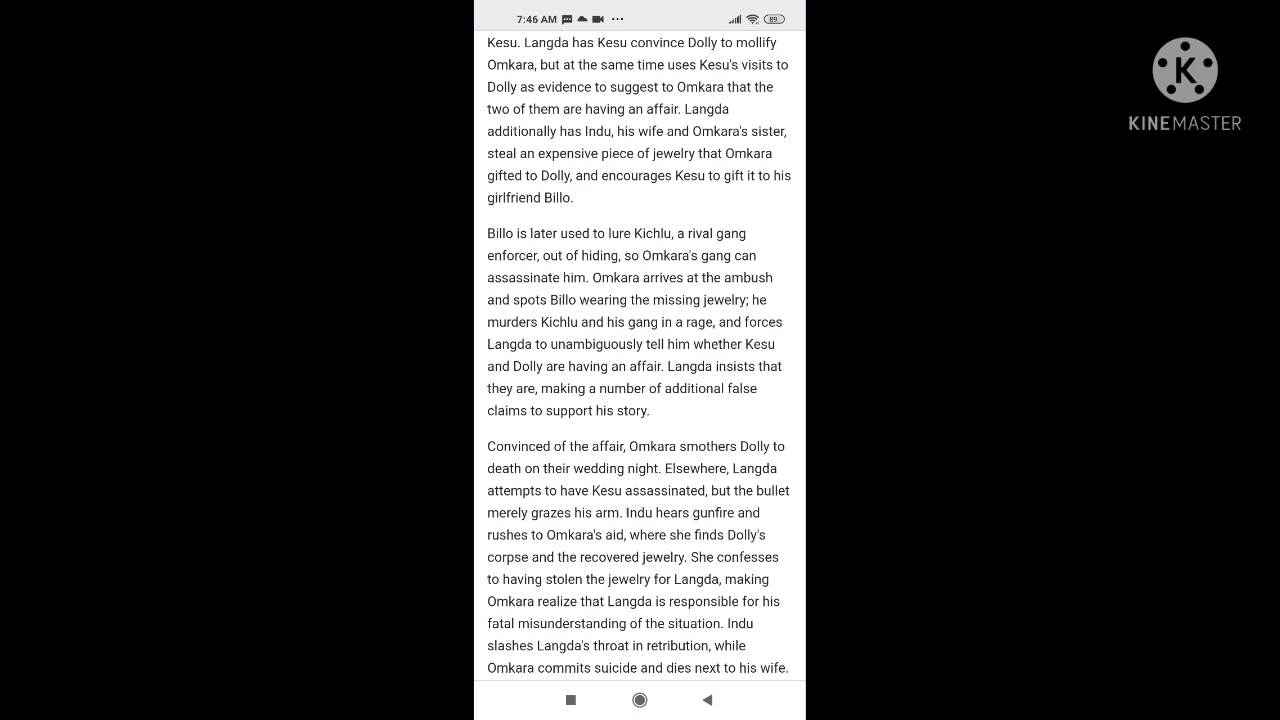 7:46 AM
89
Kesu. Langda has Kesu convince Dolly to mollify
Omkara, but at the same time uses Kesu's visits to
Dolly as evidence to suggest to Omkara that the
two of them are having an affair. Langda
additionally has Indu, his wife and Omkara's sister,
steal an expensive piece of jewelry that Omkara
gifted to Dolly, and encourages Kesu to gift it to his
girlfriend Billo.
Billo is later used to lure Kichlu, a rival gang
enforcer, out of hiding, so Omkara's gang can
assassinate him. Omkara arrives at the ambush
and spots Billo wearing the missing jewelry; he
murders Kichlu and his gang in a rage, and forces
Langda to unambiguously tell him whether Kesu
and Dolly are having an affair. Langda insists that
they are, making a number of additional false
claims to support his story.
Convinced of the affair, Omkara smothers Dolly to
death on their wedding night. Elsewhere, Langda
attempts to have Kesu assassinated, but the bullet
merely grazes his arm. Indu hears gunfire and
rushes to Omkara's aid, where she finds Dolly's
corpse and the recovered jewelry. She confesses
to having stolen the jewelry for Langda, making
Omkara realize that Langda is responsible for his
fatal misunderstanding of the situation. Indu
slashes Langda's throat in retribution, while
Omkara commits suicide and dies next to his wife.
K
KINEMASTER